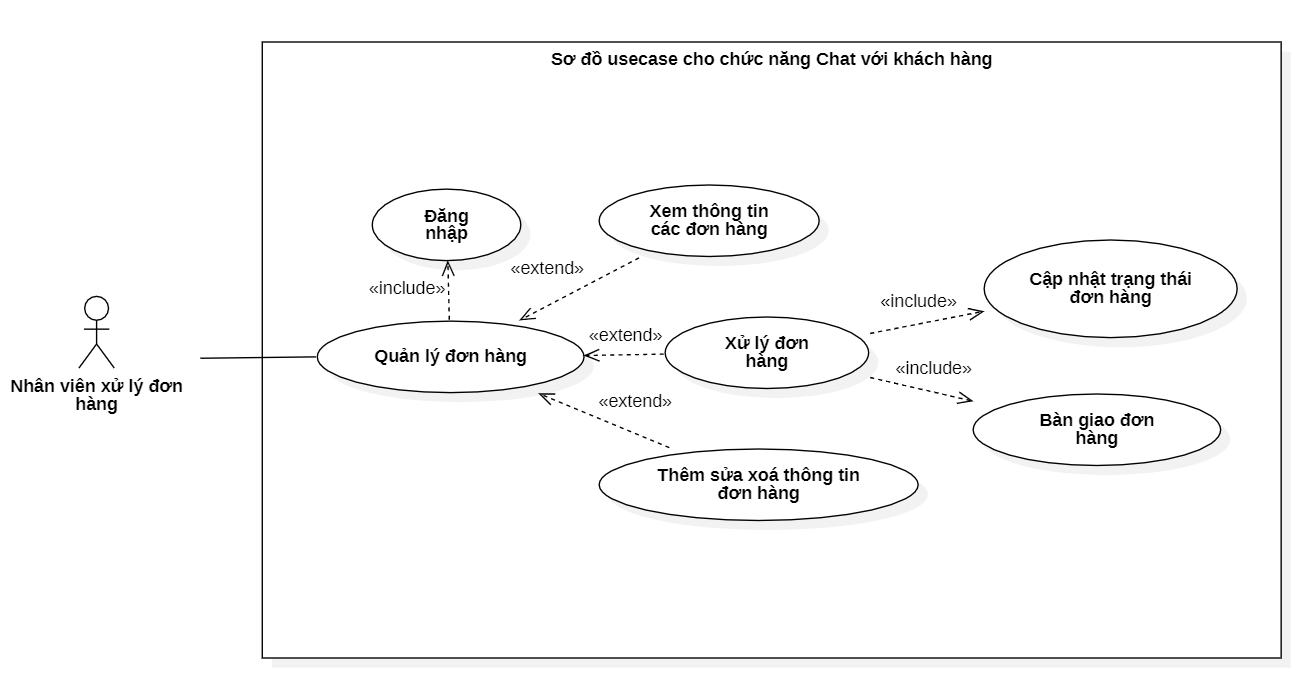 Sơ đồ usecase cho chức năng Chat với khách hàng
Đăng
nhập
Xem thông tin
các đơn hàng
«extend»
«include»
Cập nhật trạng thái
đơn hàng
«include»
Nhân viên xử lý đơn
hàng
Quản lý đơn hàng
«extend»
Xử lý đơn
hàng
«include»
«extend»
Bàn giao đơn
hàng
Thêm sửa xoá thông tin
đơn hàng